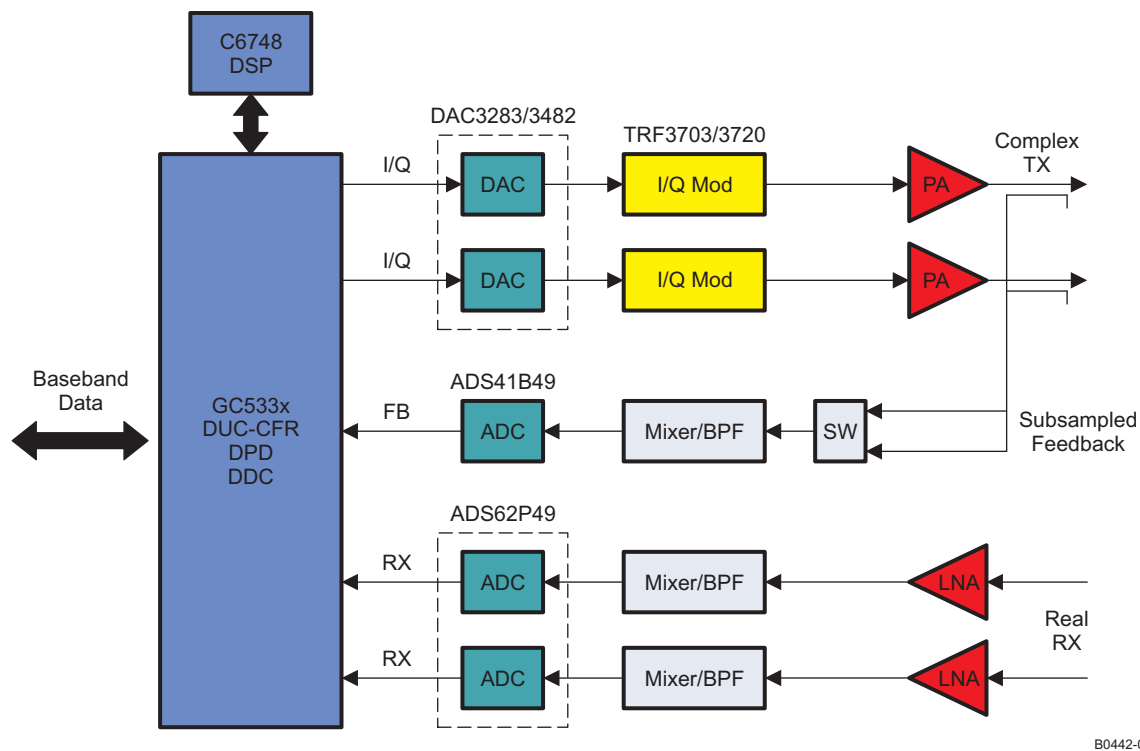 C6748
DSP
DAC3283/3482
TRF3703/3720
Complex
TX
I/Q
DAC
I/Q Mod
PA
I/Q
DAC
I/Q Mod
PA
Baseband
Data
GC533x
DUC-CFR
DPD
DDC
ADS41B49
FB
ADC
Mixer/BPF
SW
Subsampled
Feedback
ADS62P49
RX
ADC
Mixer/BPF
LNA
Real
RX
RX
ADC
Mixer/BPF
LNA